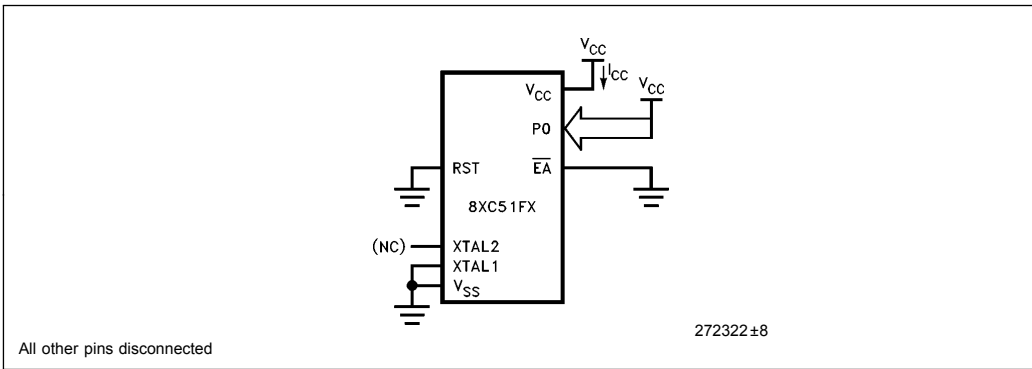 VCC
ICC
VCC
VCC
P0
RST
EA
8XC51FX
(NC)
XTAL2
XTAL1
VSS
272322±8
All other pins disconnected